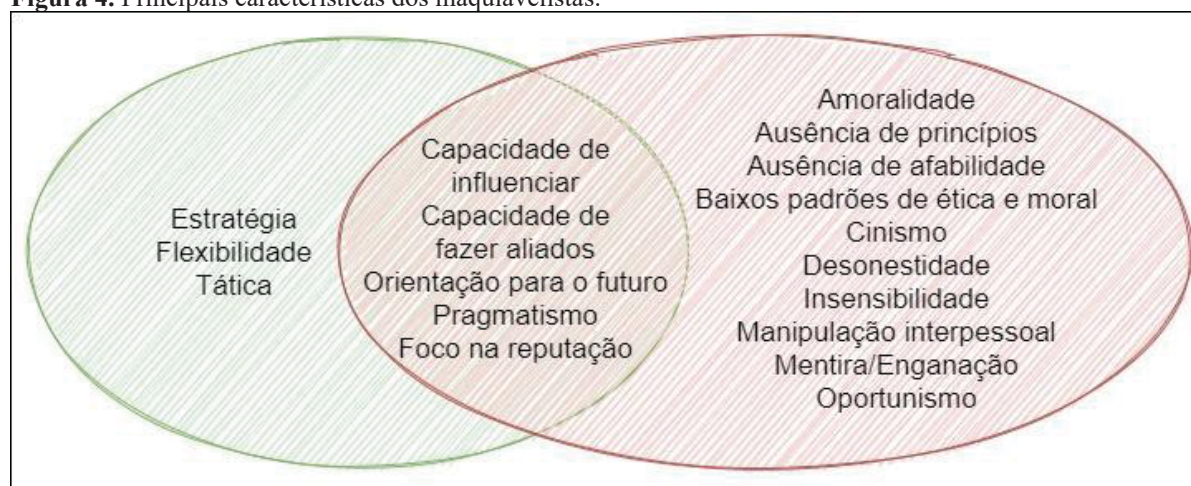 Figura 4. Principais características dos maquiavelistas.
Estratégia
Flexibilidade
Tática
Capacidade de
influenciar
Capacidade de
fazer aliados
Orientação para o futuro
Pragmatismo
Foco na reputação
Amoralidade
Ausência de princípios
Ausência de afabilidade
Baixos padrões de ética e moral
Cinismo
Desonestidade
Insensibilidade
Manipulação interpessoal
Mentira/Enganação
Oportunismo